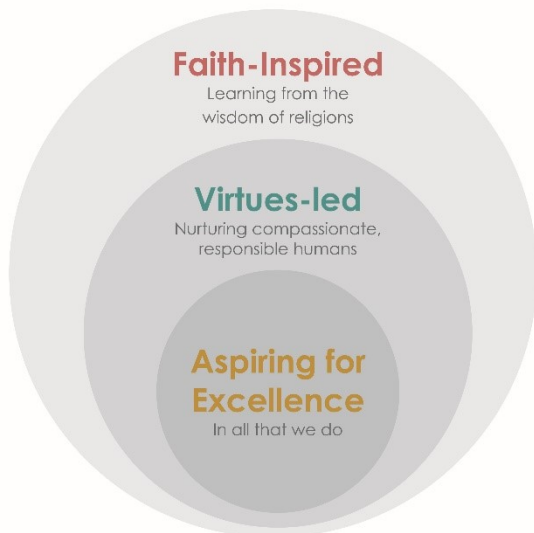 Faith-Inspired
Learning from the
wisdom of religions
Virtues-led
Nurturing compassionate,
responsible humans
Aspiring for
Excellence
In all that we do